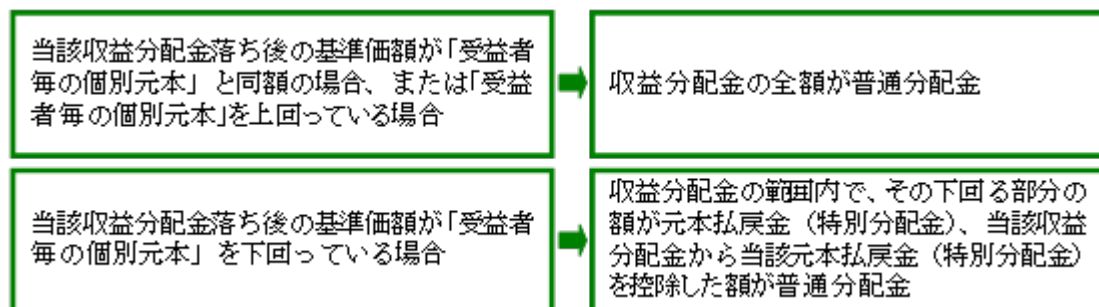 当該収益分配金落ち後の基準価額が「受益者
毎の個別元本」と同額の場合、または「受益
者毎の個別元本」を上回っている場合
収益分配金の全額が普通分配金
当該収益分配金落ち後の基準価額が「受益者
毎の個別元本」を下回っている場合
収益分配金の範囲内で、その下回る部分の
額が元本払戻金（特別分配金）、当該収益
分配金から当該元本払戻金（特別分配金）
を控除した額が普通分配金